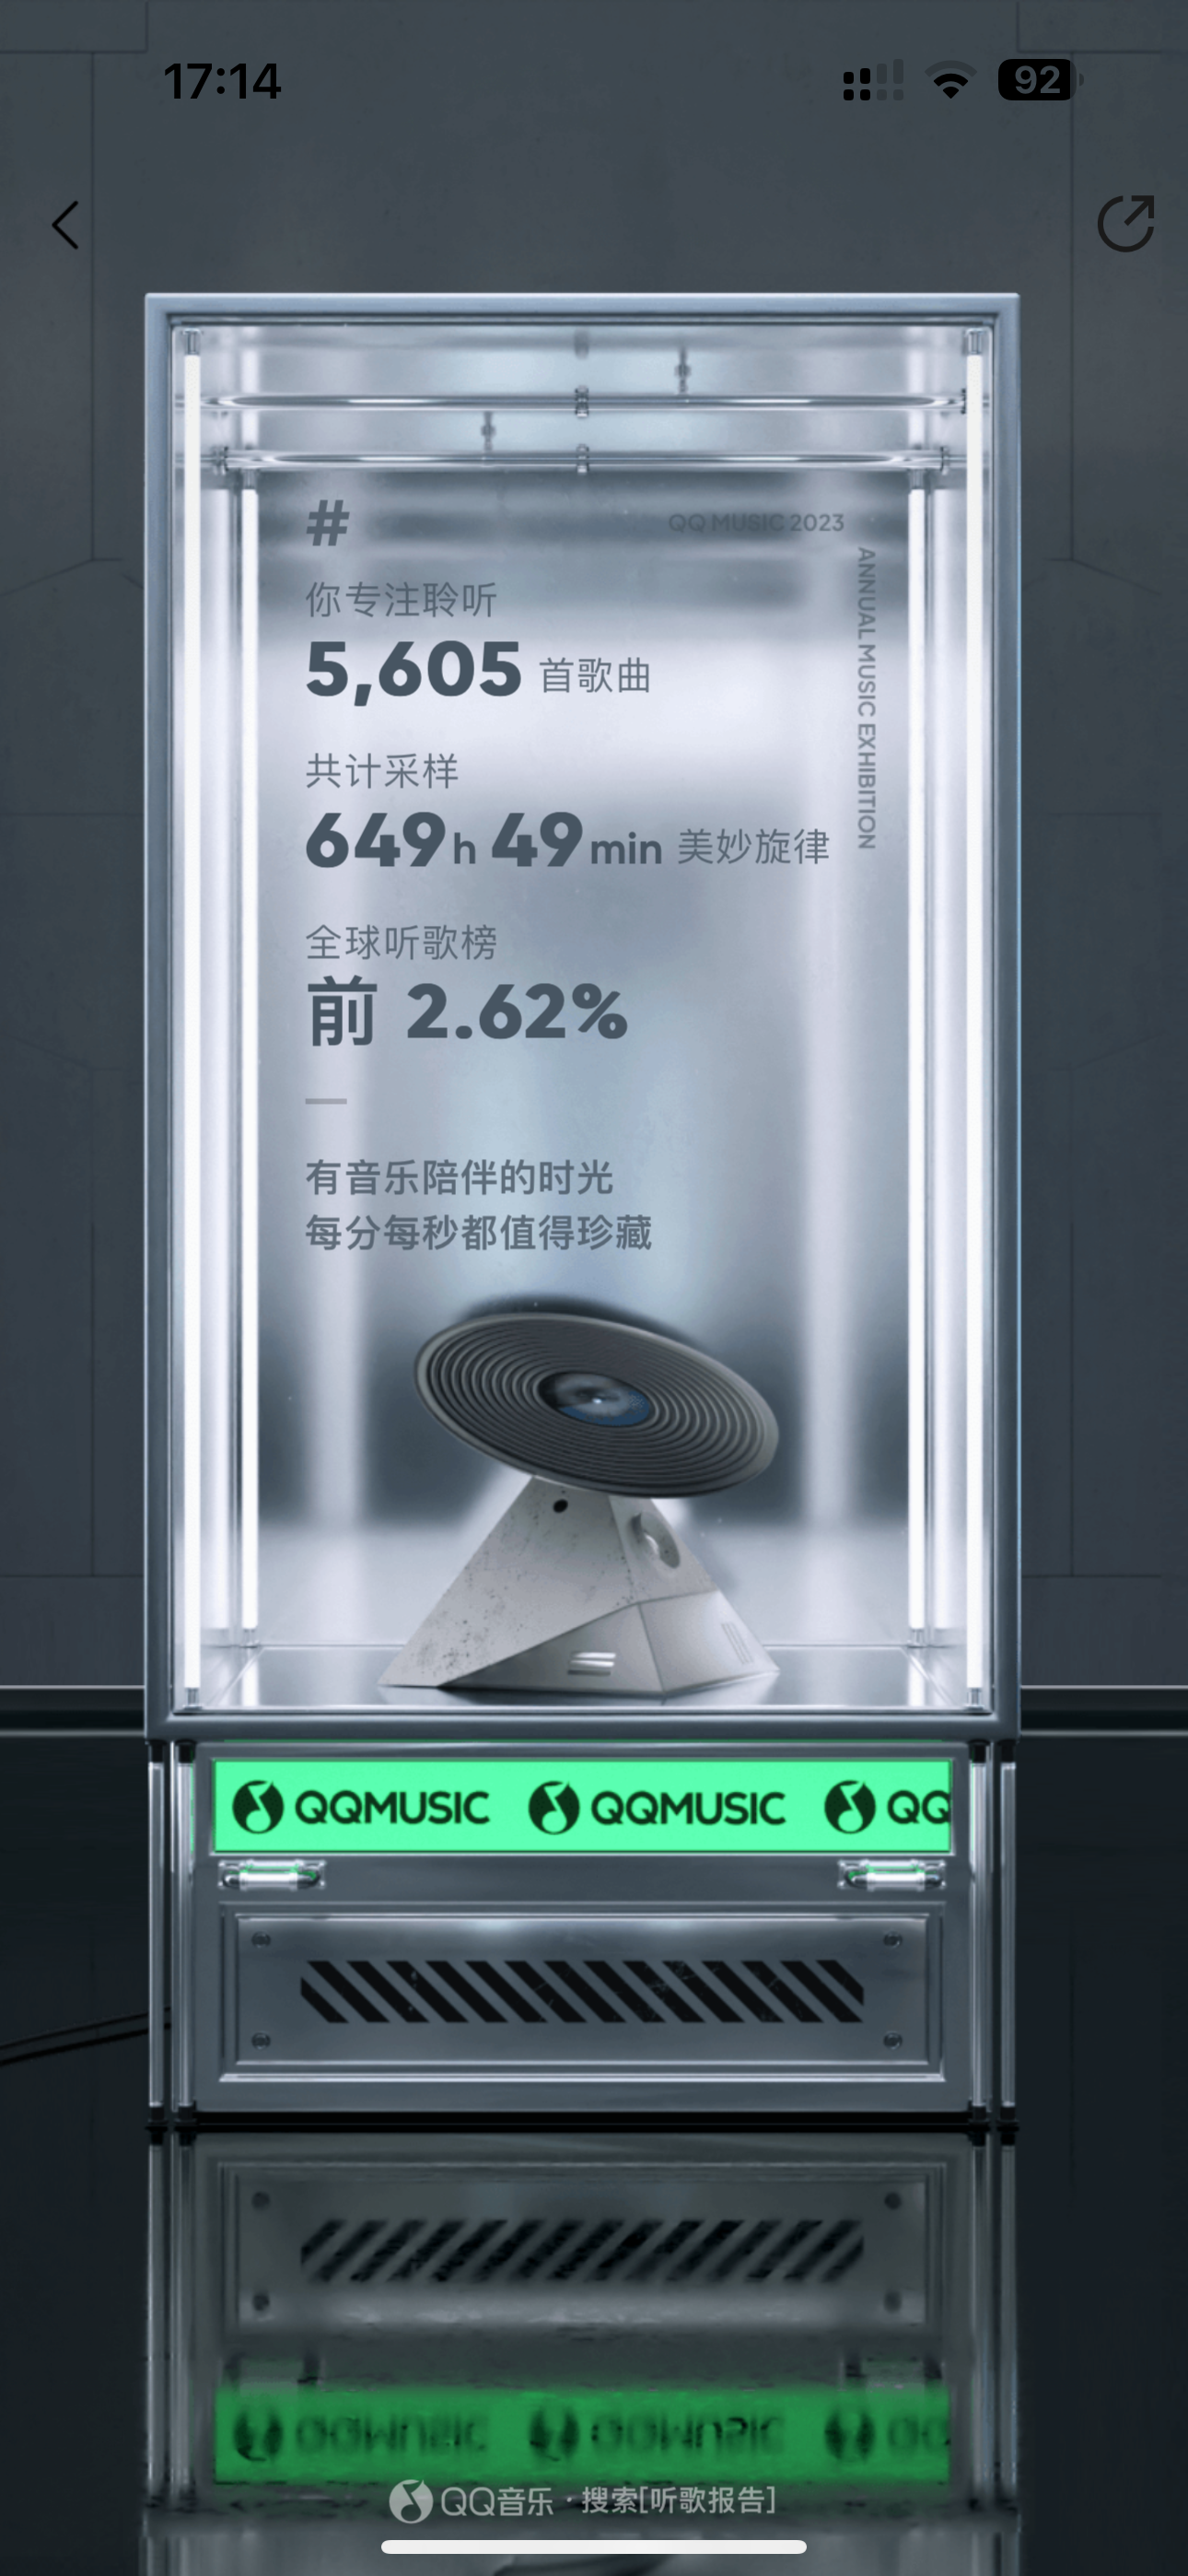 17:14
92
#
QQ MUSIC 2023
ANNUAL MUSIC EXHIBITION
你专注聆听
5,605 首歌曲
共计采样
649h 49min 美妙旋律
全球听歌榜
前 2.62%
有音乐陪伴的时光
每分每秒都值得珍藏
QQMUSIC QQMUSIC QQ
QQ音乐·搜索[听歌报告]